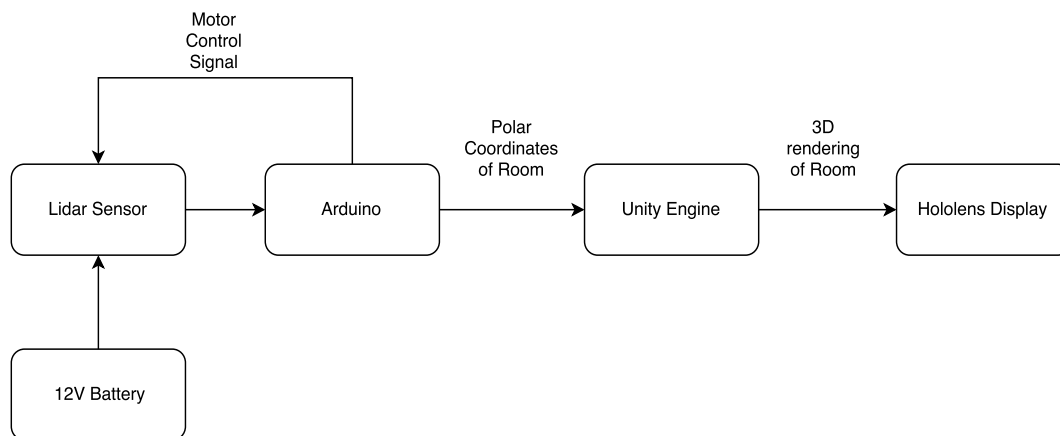 Motor
Control
Signal
Polar
Coordinates
of Room
3D
rendering
of Room
Lidar Sensor
Arduino
Unity Engine
Hololens Display
12V Battery